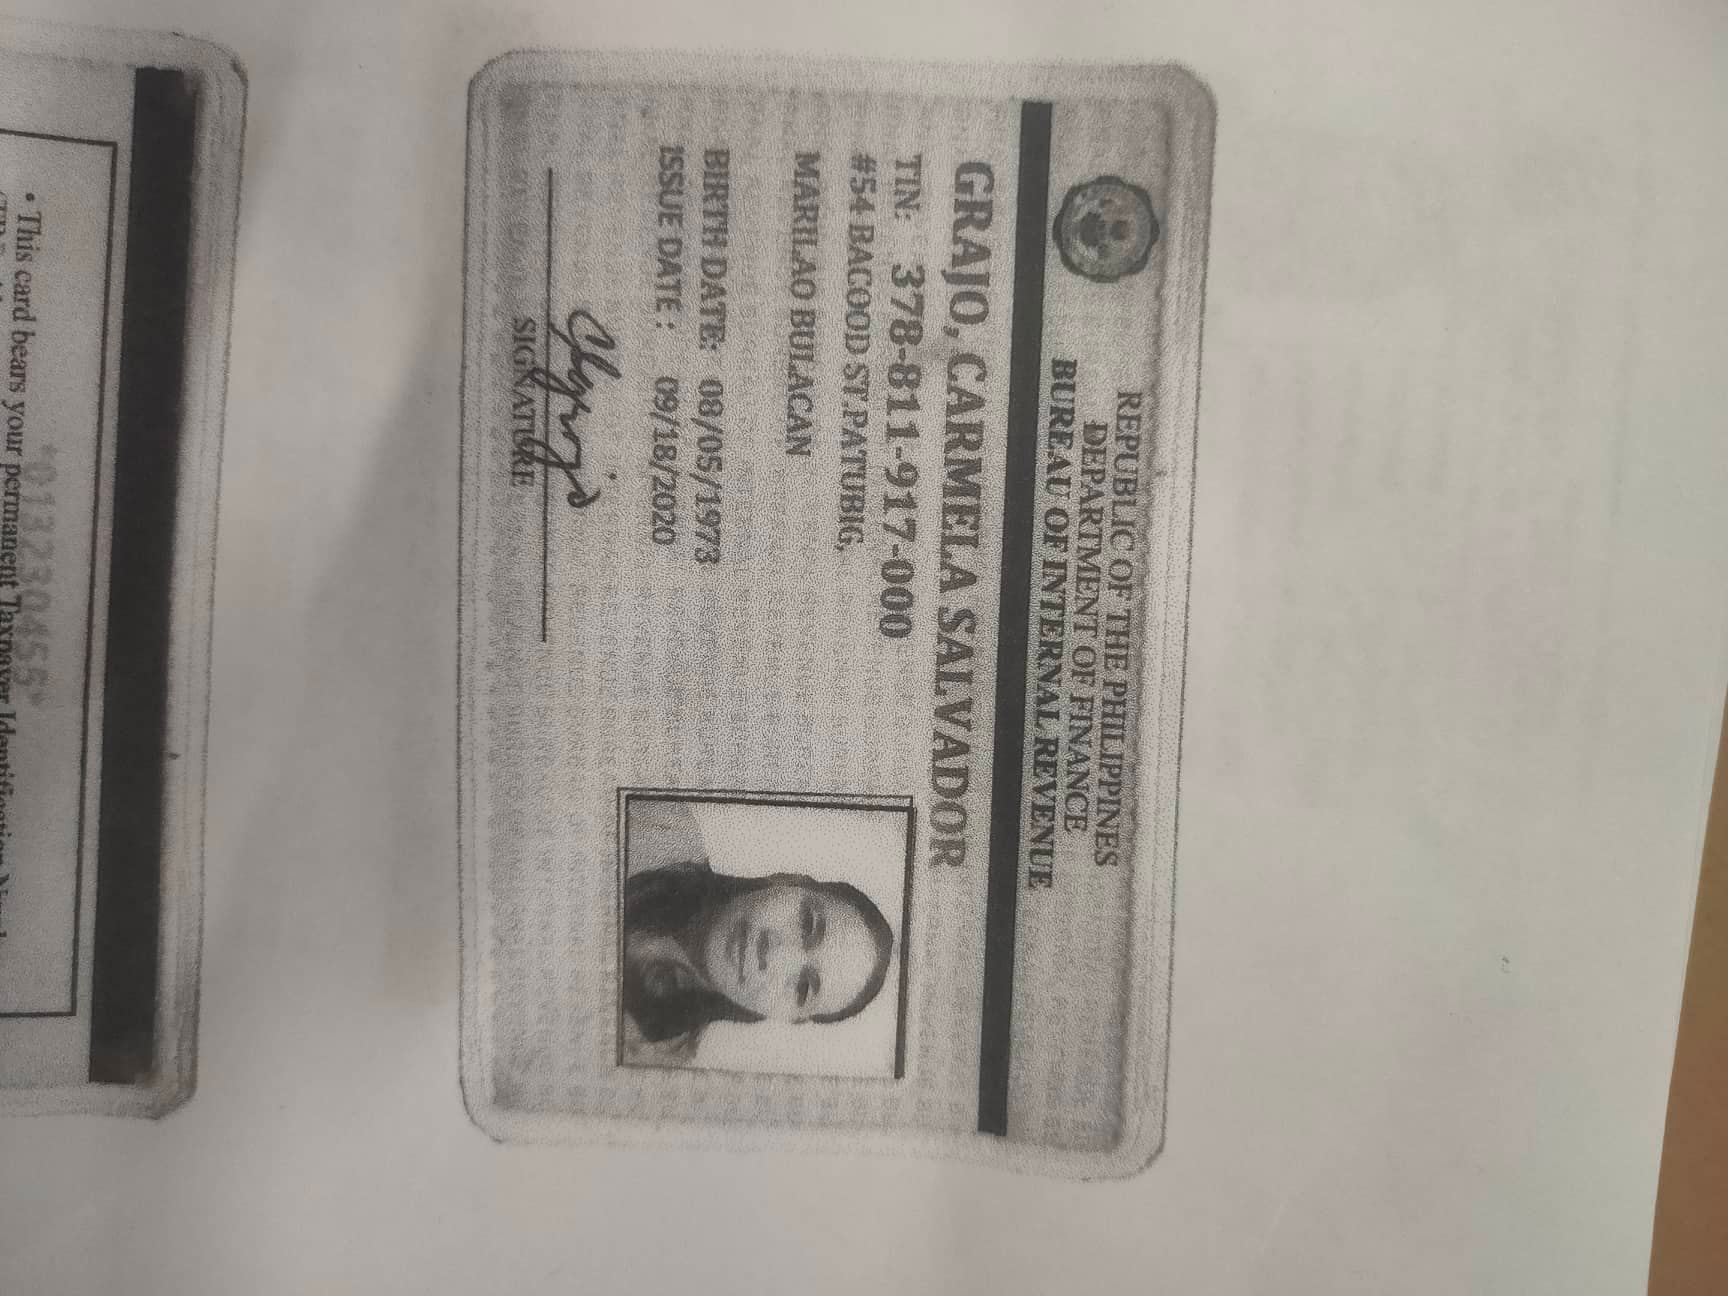 REPUBLIC OF THE PHILIPPINES
DEPARTMENT OF FINANCE
BUREAU OF INTERNAL REVENUE
GRAJO, CARMELA SALVADOR
TIN: 378-811-917-000
#54 BACOOD ST.PATUBIG,
MARILAO BULACAN
BIRTH DATE: 08/05/1973
ISSUE DATE : 09/18/2020
SIGNATURE
*013230455*
• This card bears your permanent Taxpayer Identification